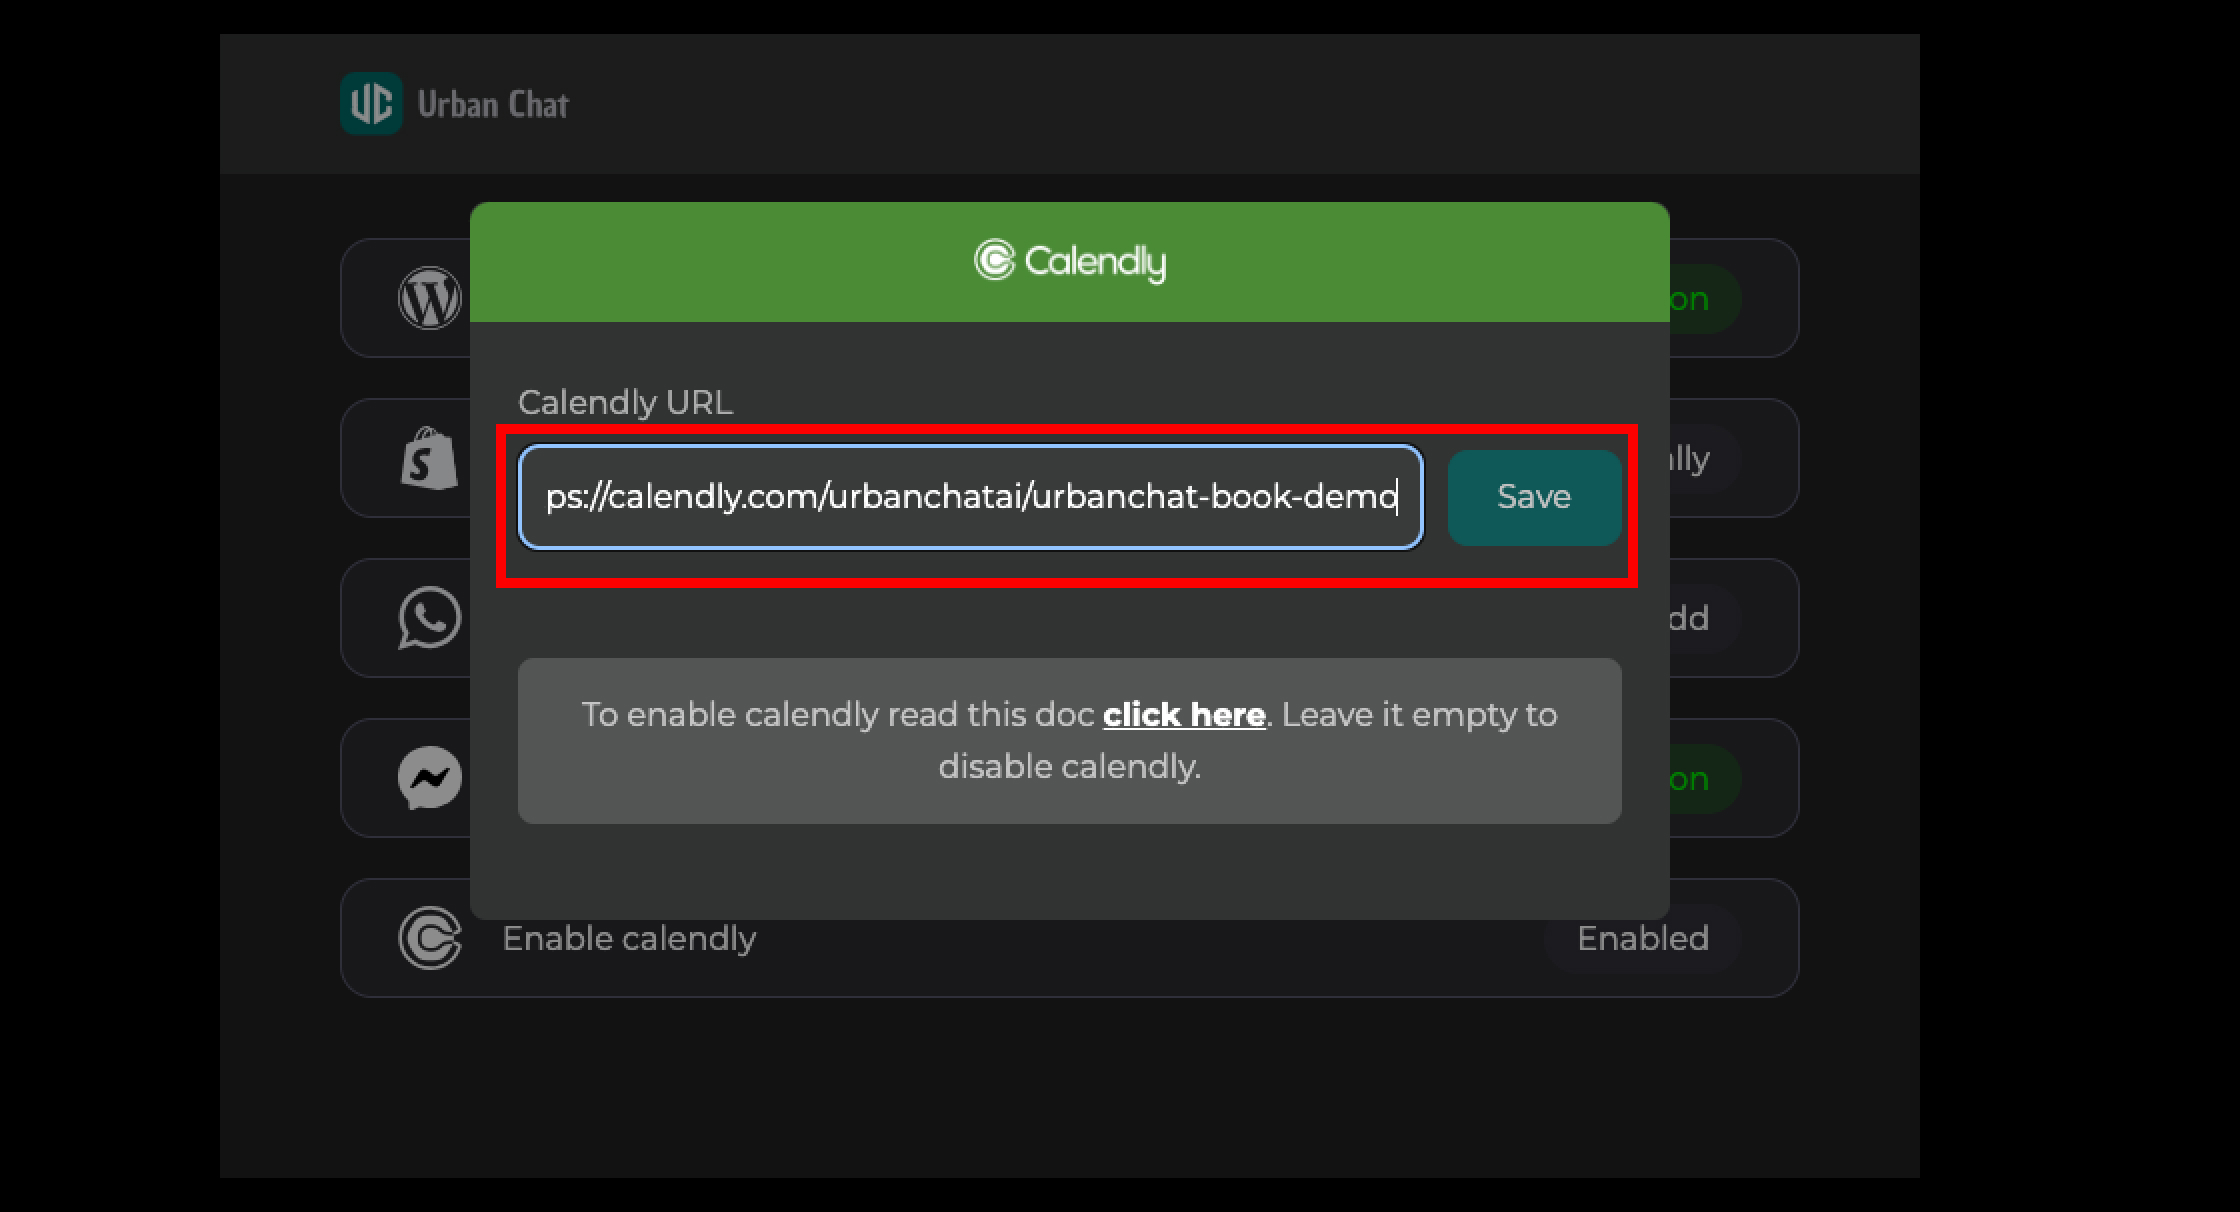 Urban Chat
Calendly
on
Calendly URL
ps://calendly.com/urbanchatai/urbanchat-book-demo
Save
lly
dd
To enable calendly read this doc click here. Leave it empty to
disable calendly.
on
Enable calendly
Enabled